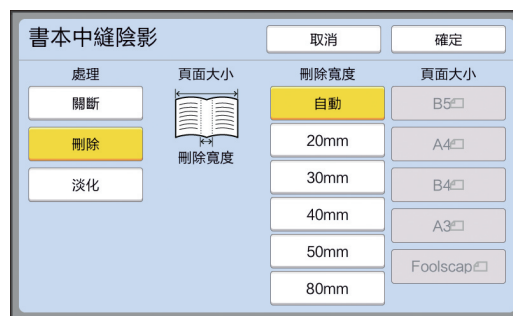 書本中縫陰影
取消
確定
處理
頁面大小
刪除寬度
頁面大小
關斷
刪除
淡化
刪除寬度
自動
20mm
30mm
40mm
50mm
80mm
B5
A4
B4
A3
Foolscap